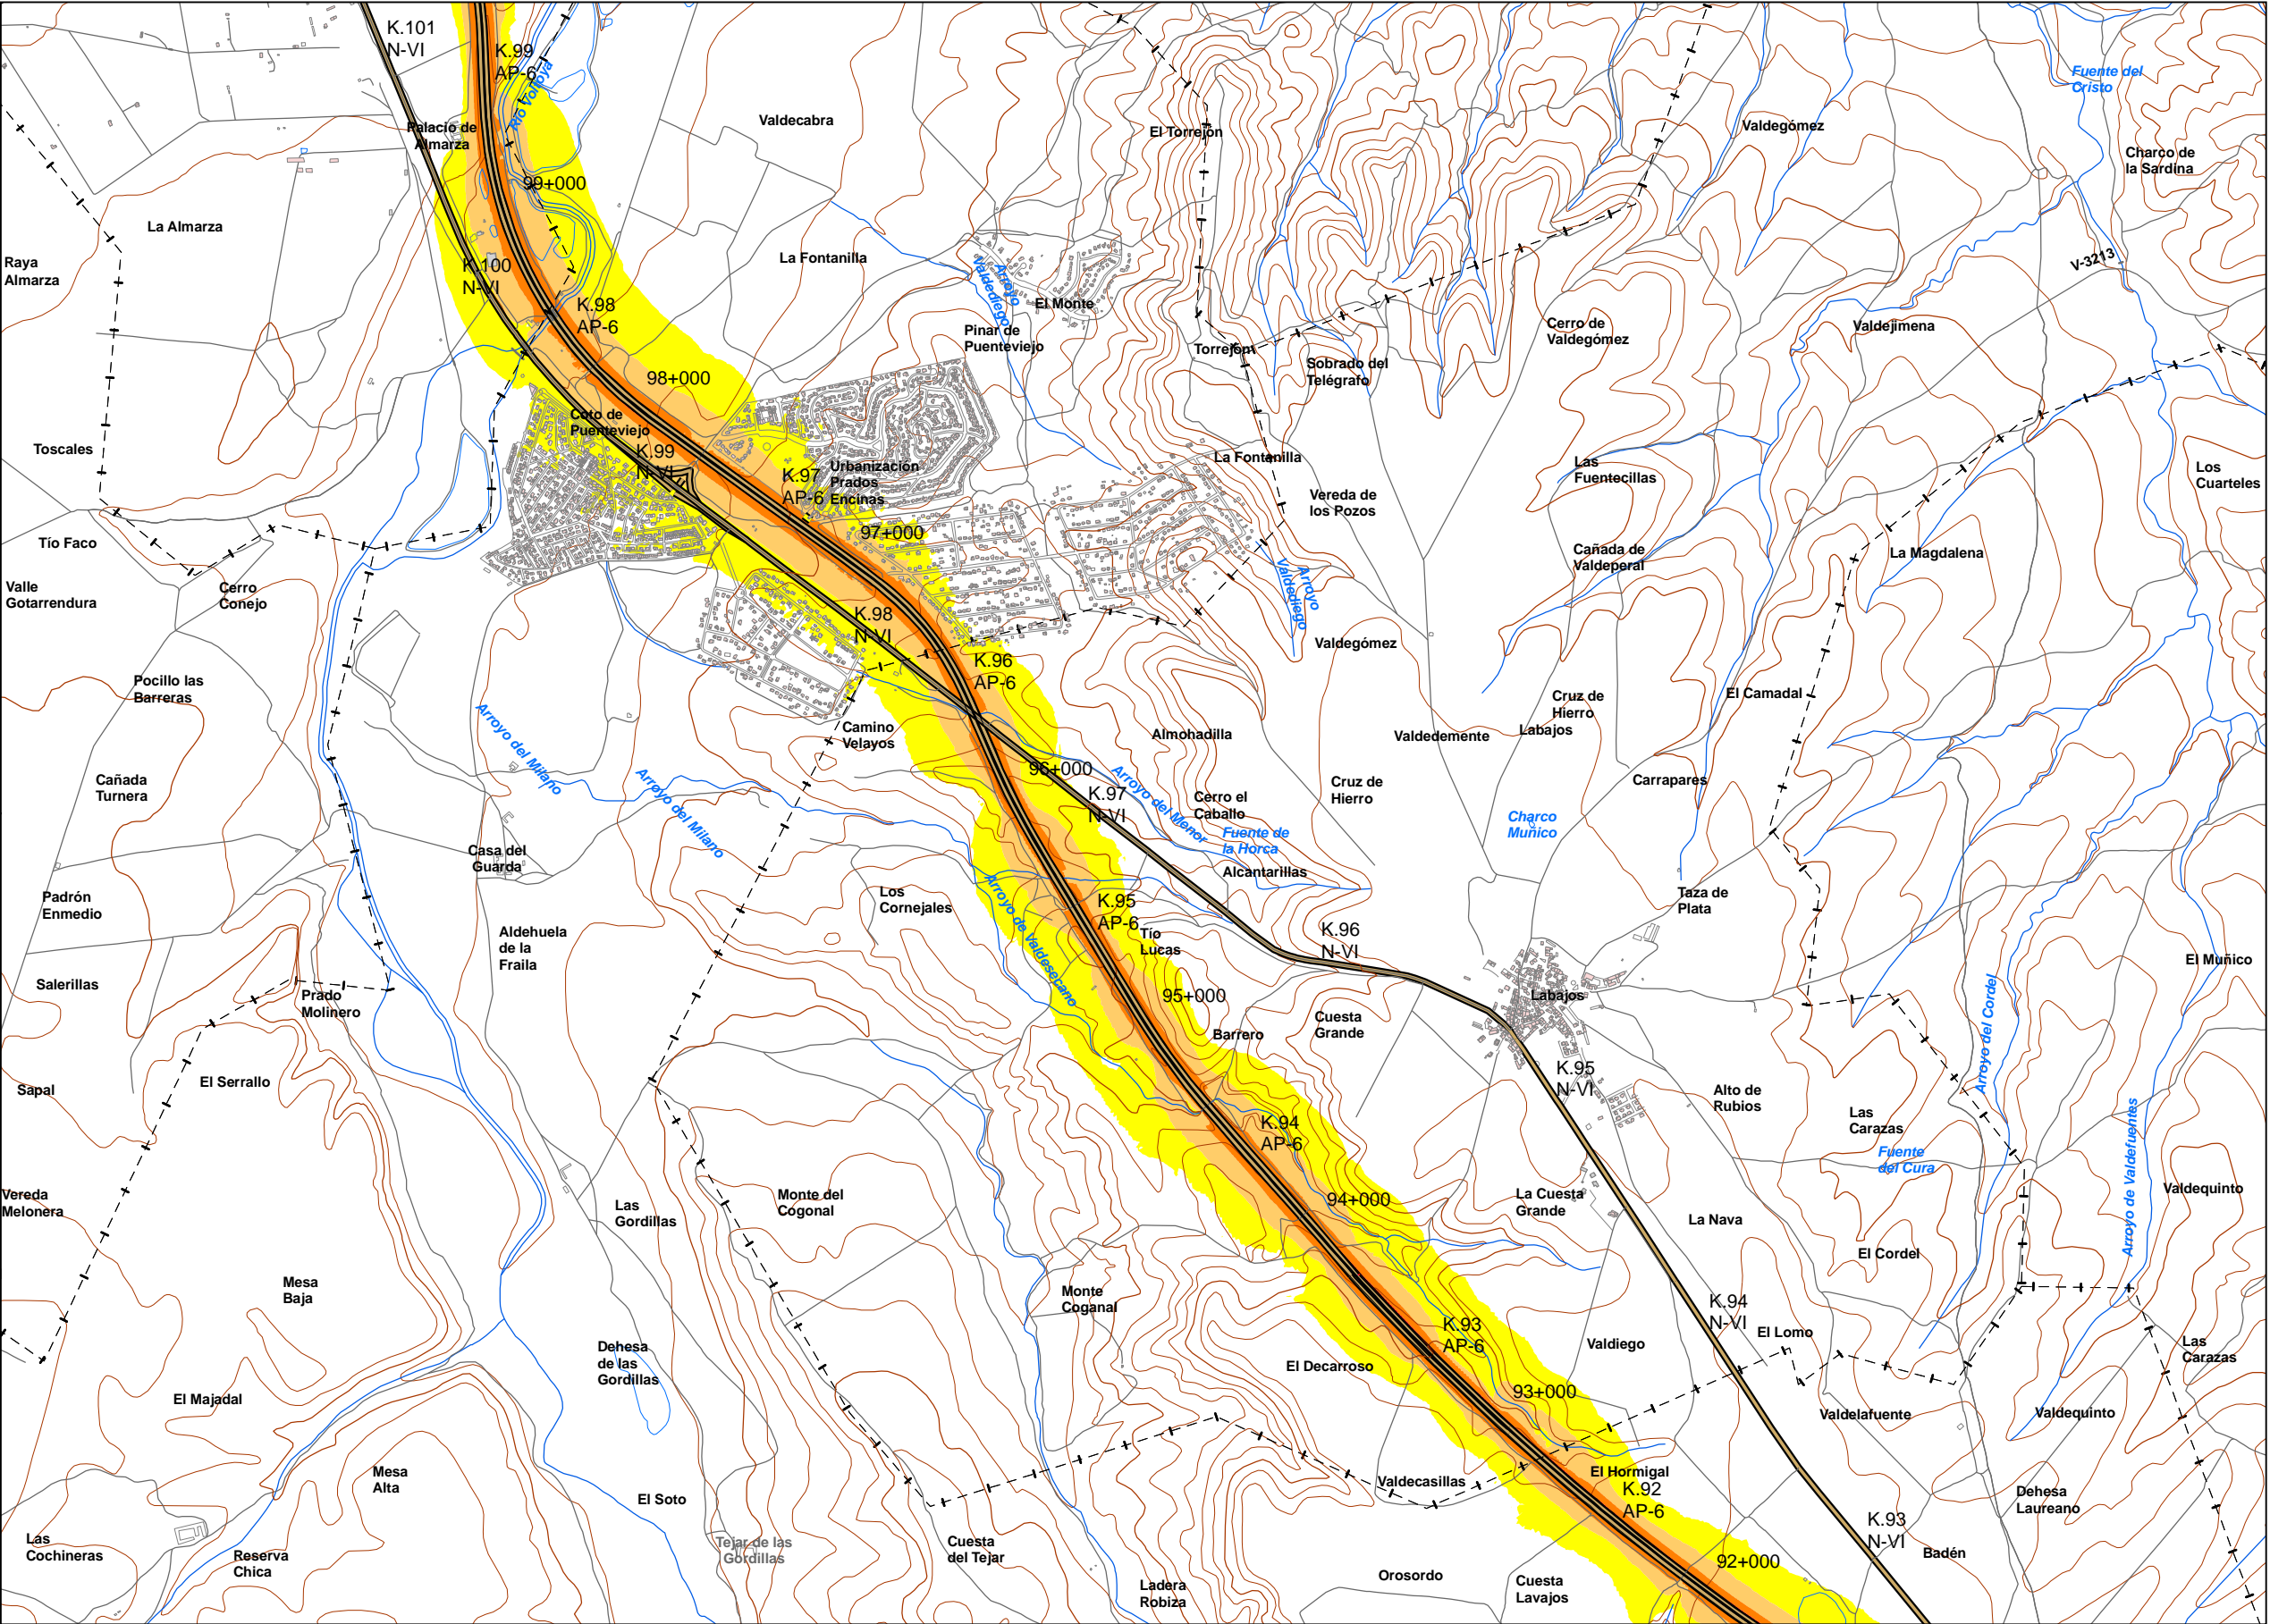 K.101
N-VI
K.99
AP-6
Río Voltoya
Fuente del
Cristo
Palacio de
Almarza
Valdecabra
El Torrejón
Valdegómez
Charco de
la Sardina
99+000
La Almarza
Raya
Almarza
K.100
N-VI
La Fontanilla
Arroyo
Valdediego
El Monte
V-3213
K.98
AP-6
Pinar de
Puenteviejo
Cerro de
Valdegómez
Valdejimena
Torrejón
Sobrado del
Telégrafo
98+000
Coto de
Puenteviejo
Toscales
K.99
N-VI
K.97
AP-6
Urbanización
Prados
Encinas
La Fontanilla
Las
Fuentecillas
Los
Cuarteles
Vereda de
los Pozos
Tío Faco
97+000
Cañada de
Valdeperal
La Magdalena
Valle
Gotarrendura
Cerro
Conejo
Arroyo
Valdediego
K.98
N-VI
Valdegómez
K.96
AP-6
Pocillo las
Barreras
El Camadal
Cruz de
Hierro
Labajos
Arroyo del Milano
Camino
Velayos
Almohadilla
Valdedemente
Cañada
Turnera
Arroyo del Milano
96+000
Arroyo del Menor
K.97
N-VI
Cerro el
Caballo
Cruz de
Hierro
Carrapares
Charco
Muñico
Fuente de
la Horca
Casa del
Guarda
Alcantarillas
Padrón
Enmedio
Los
Cornejales
Arroyo de Valdesecano
K.95
AP-6
Taza de
Plata
Aldehuela
de la
Fraila
Tío
Lucas
K.96
N-VI
El Muñico
Salerillas
Prado
Molinero
95+000
Labajos
Arroyo del Cordel
Barrero
Cuesta
Grande
Sapal
El Serrallo
K.95
N-VI
Alto de
Rubios
Las
Carazas
K.94
AP-6
Fuente
del Cura
Arroyo de Valdefuentes
Vereda
Melonera
Las
Gordillas
Monte del
Cogonal
94+000
La Cuesta
Grande
La Nava
Valdequinto
El Cordel
Mesa
Baja
Monte
Coganal
K.94
N-VI
K.93
AP-6
El Lomo
Valdiego
Las
Carazas
Dehesa
de las
Gordillas
El Decarroso
El Majadal
93+000
Valdelafuente
Valdequinto
Mesa
Alta
Valdecasillas
El Hormigal
K.92
AP-6
El Soto
Dehesa
Laureano
Las
Cochineras
Reserva
Chica
Tejar de las
Gordillas
Cuesta
del Tejar
K.93
N-VI
Badén
92+000
Ladera
Robiza
Orosordo
Cuesta
Lavajos